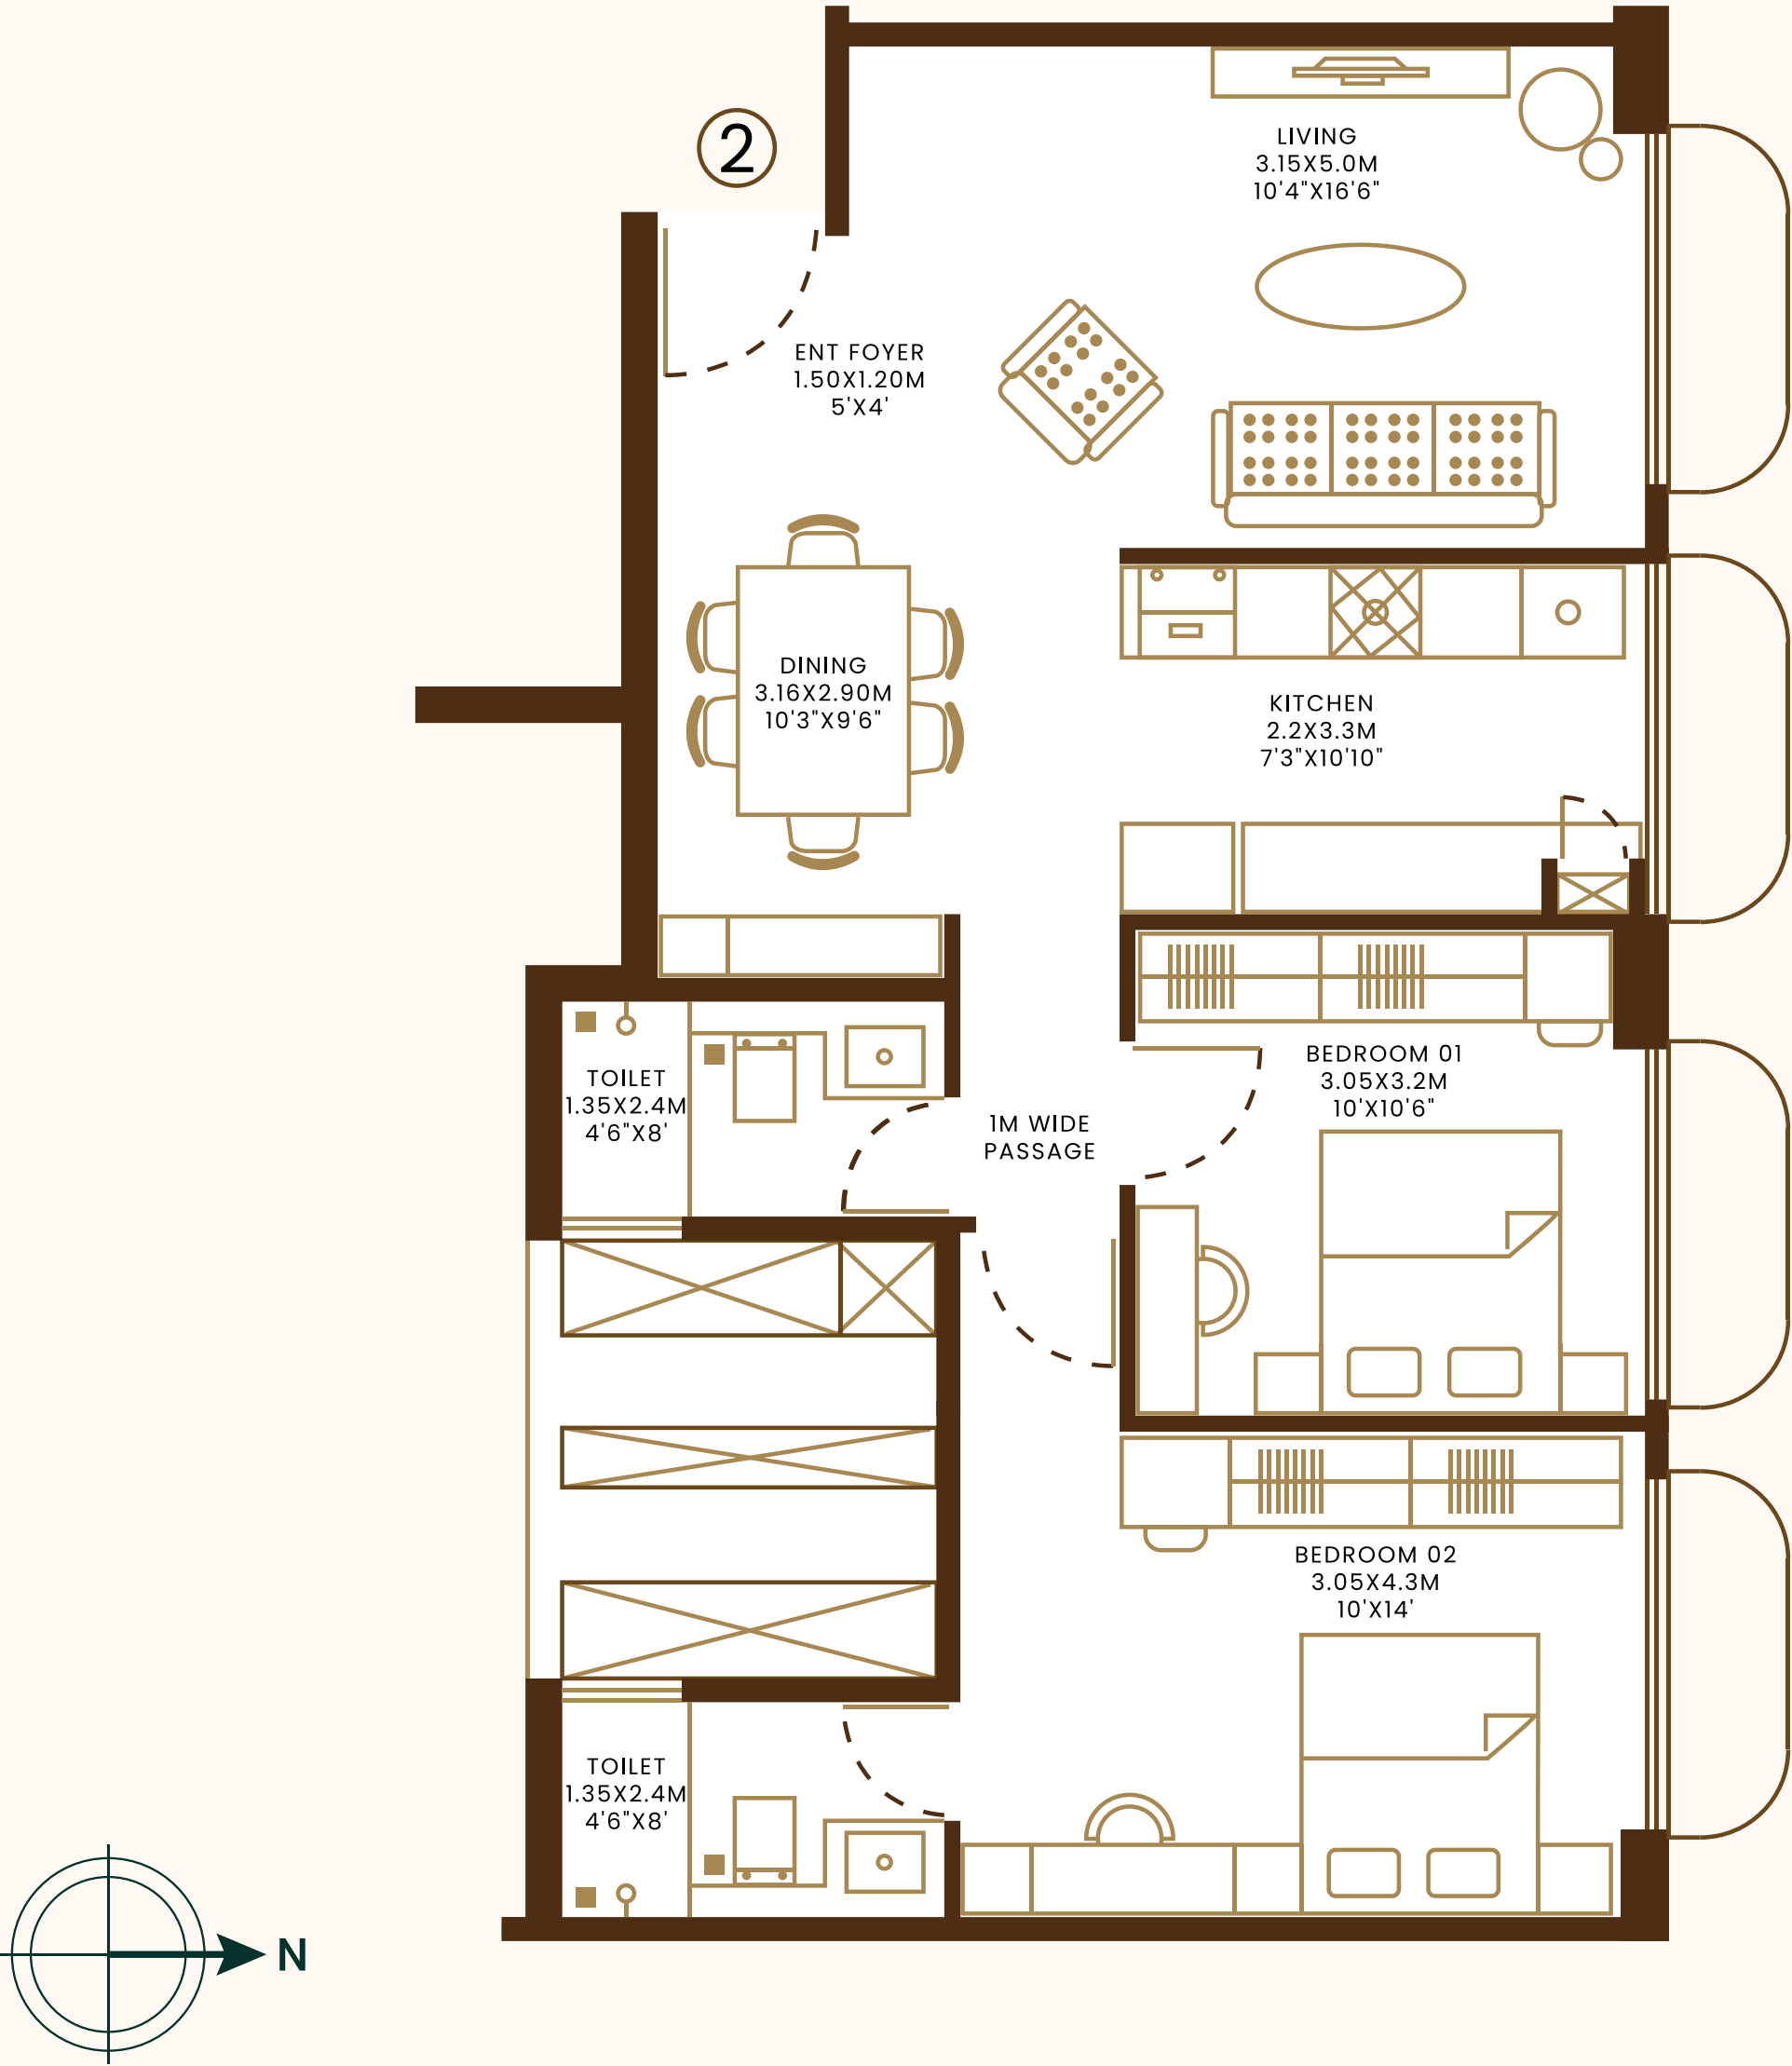 2
LIVING
3.15X5.0M
10'4"X16'6"
ENT FOYER
1.50X1.20M
5'X4'
DINING
3.16X2.90M
10'3"X9'6"
KITCHEN
2.2X3.3M
7'3"X10'10"
BEDROOM 01
3.05X3.2M
10'X10'6"
TOILET
1.35X2.4M
4'6"X8'
1M WIDE
PASSAGE
BEDROOM 02
3.05X4.3M
10'X14'
TOILET
1.35X2.4M
4'6"X8'
N